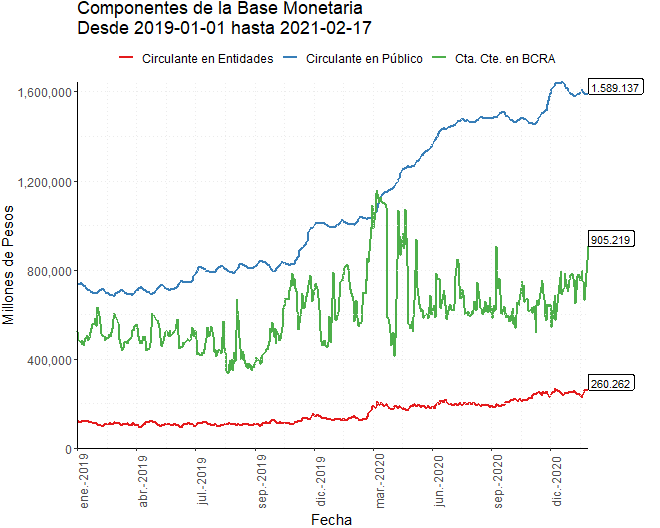 Componentes de la Base Monetaria
Desde 2019-01-01 hasta 2021-02-17
Circulante en Entidades
Circulante en Público
Cta. Cte. en BCRA
Millones de Pesos
1,600,000
1,200,000
800,000
400,000
0
1.589.137
905.219
260.262
ene.-2019
abr.-2019
jul.-2019
sep.-2019
dic.-2019
mar.-2020
jun.-2020
sep.-2020
dic.-2020
Fecha